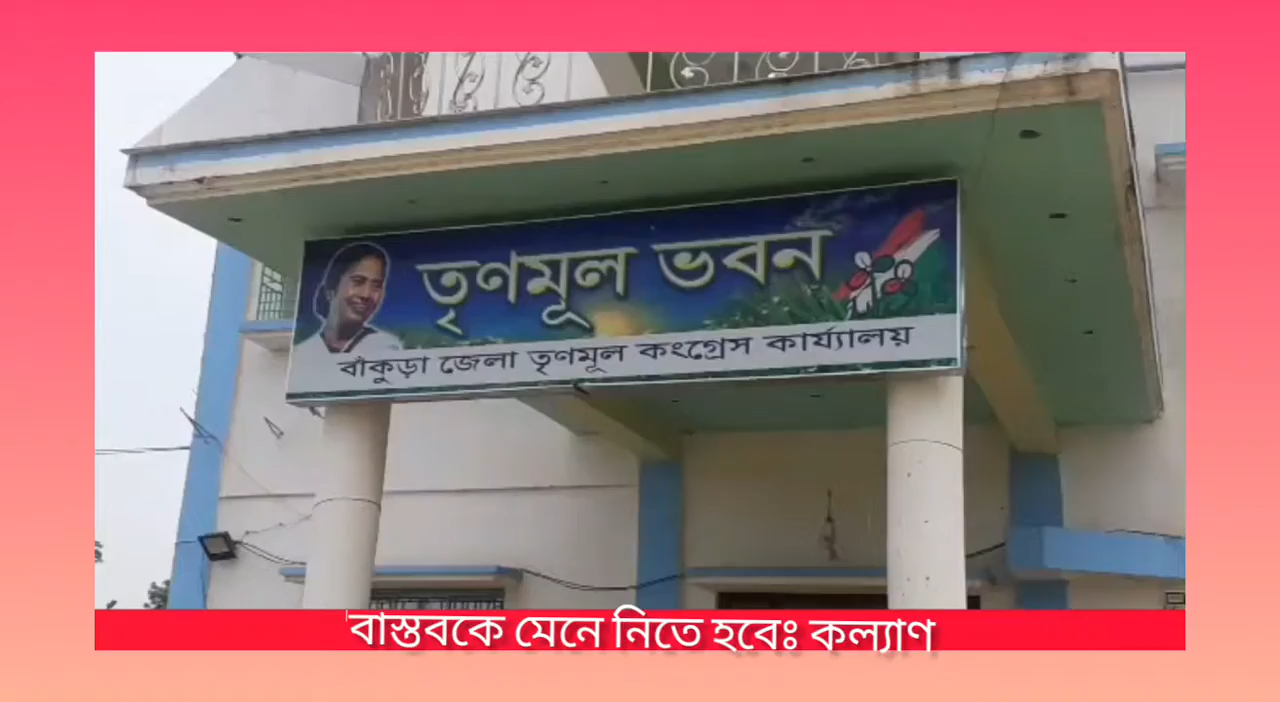 তৃণমূল ভবন
বাঁকুড়া জেলা তৃণমূল কংগ্রেস কার্য্যালয়
'বাস্তবকে মেনে নিতে হবেঃ কল্যাণ